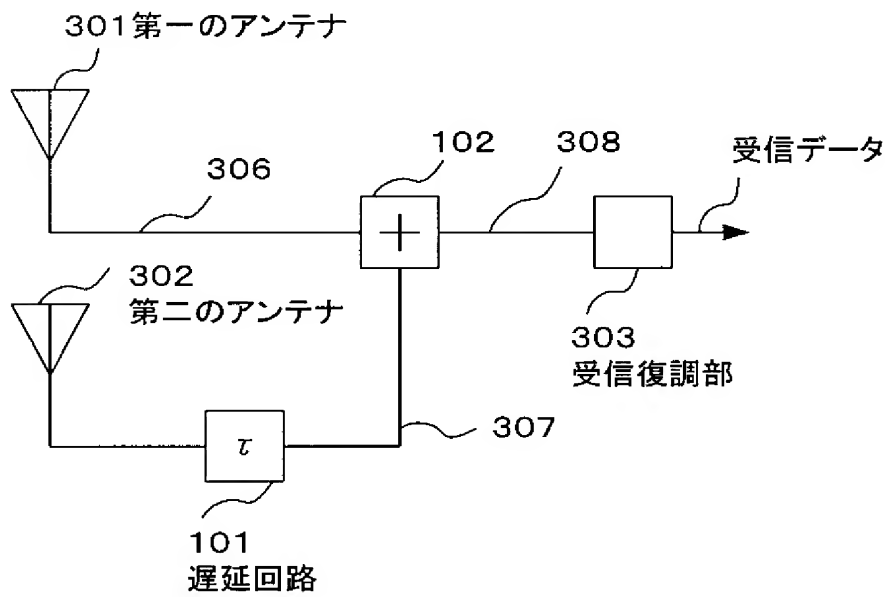 301第一のアンテナ
102
308
受信データ
306
+
302
第二のアンテナ
303
受信復調部
307
τ
101
遅延回路